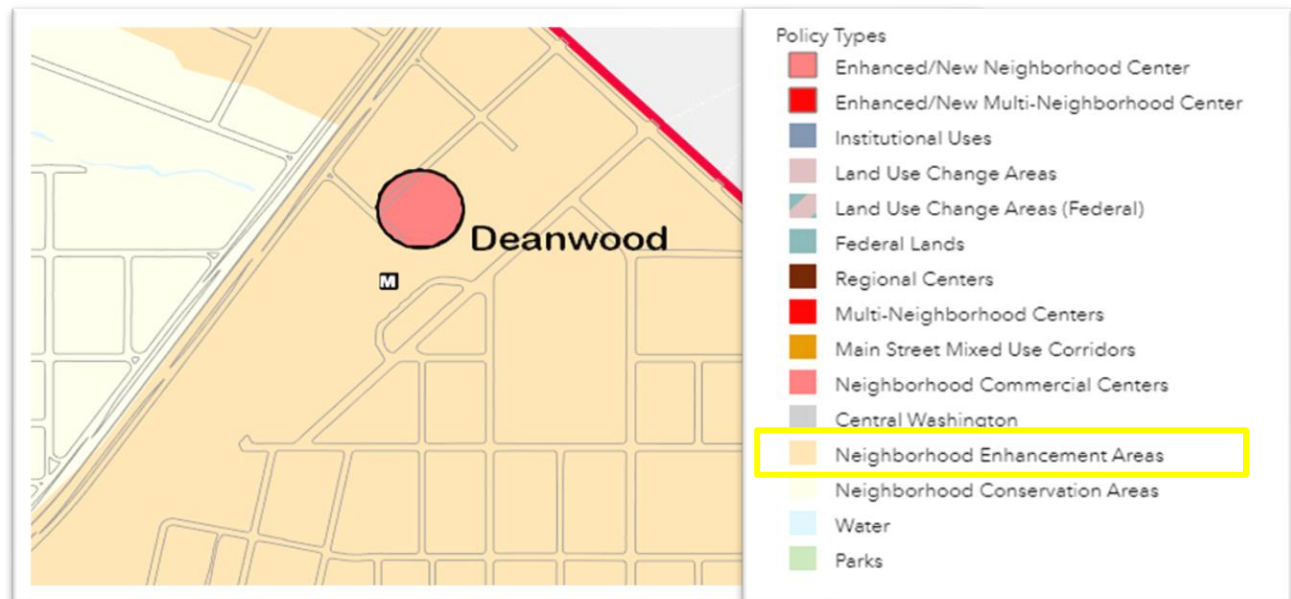 Deanwood
M
Policy Types
Enhanced/New Neighborhood Center
Enhanced/New Multi-Neighborhood Center
Institutional Uses
Land Use Change Areas
Land Use Change Areas (Federal)
Federal Lands
Regional Centers
Multi-Neighborhood Centers
Main Street Mixed Use Corridors
Neighborhood Commercial Centers
Central Washington
Neighborhood Enhancement Areas
Neighborhood Conservation Areas
Water
Parks